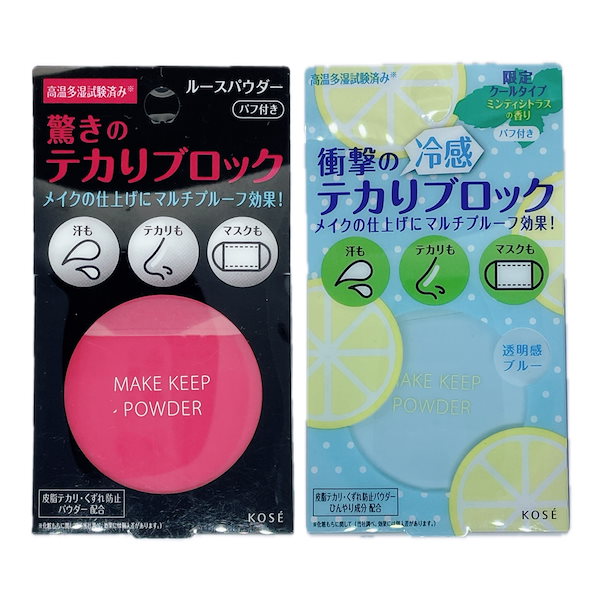 高温多湿試験済み※
ルースパウダー
パフ付き
驚きの
テカりブロック
メイクの仕上げにマルチプルーフ効果!
汗も
テカリも
マスクも
MAKE KEEP
POWDER
皮脂テカリ・くずれ防止
パウダー配合
KOSÉ
高温多湿試験済み※
限定
クールタイプ
ミンティシトラス
の香り
パフ付き
衝撃の冷感
テカりブロック
メイクの仕上げにマルチプルーフ効果!
汗も
テカリも
マスクも
透明感
ブルー
MAKE KEEP
POWDER
皮脂テカリ・くずれ防止パウダー
ひんやり成分 配合
KOSÉ